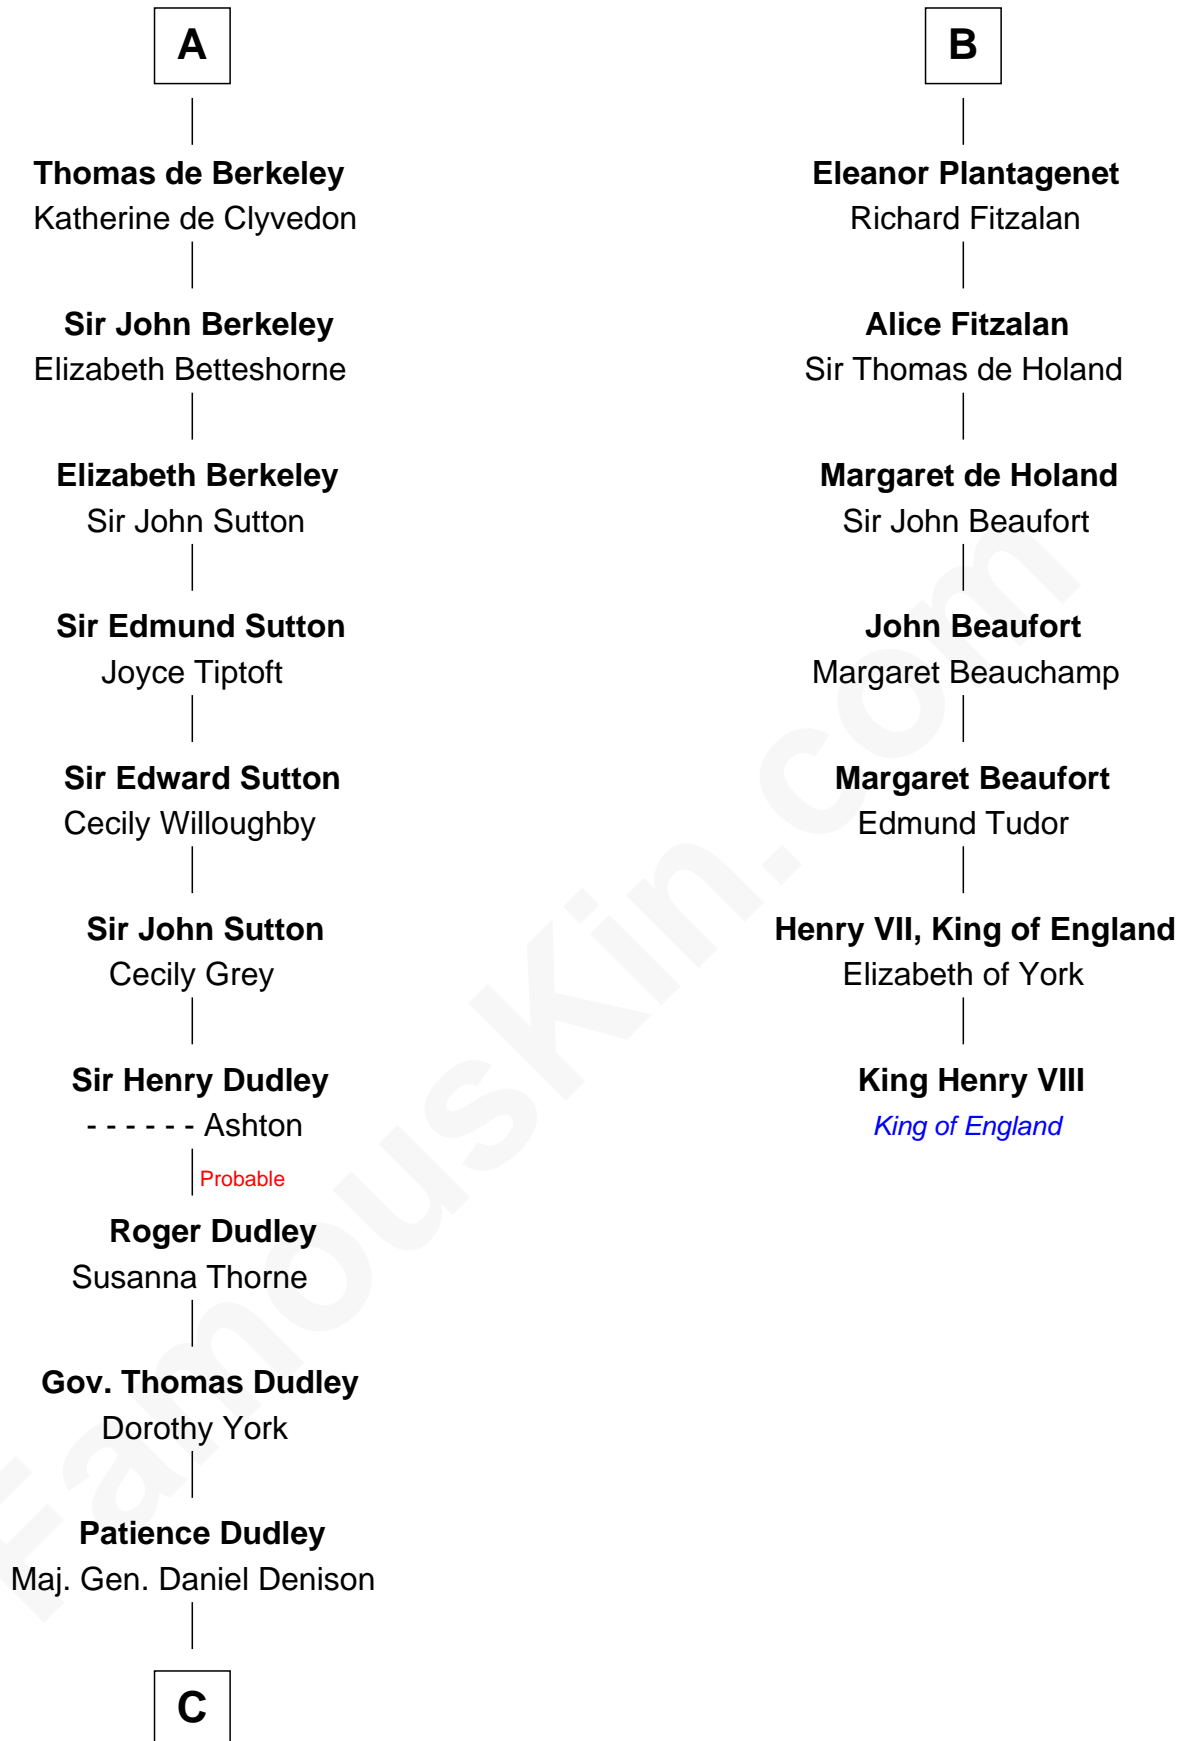 A
Thomas de Berkeley
Katherine de Clyvedon
Sir John Berkeley
Elizabeth Betteshorne
Elizabeth Berkeley
Sir John Sutton
Sir Edmund Sutton
Joyce Tiptoft
Sir Edward Sutton
Cecily Willoughby
Sir John Sutton
Cecily Grey
Sir Henry Dudley
- - - - - - Ashton
Probable
Roger Dudley
Susanna Thorne
Gov. Thomas Dudley
Dorothy York
Patience Dudley
Maj. Gen. Daniel Denison
C
B
Eleanor Plantagenet
Richard Fitzalan
Alice Fitzalan
Sir Thomas de Holand
Margaret de Holand
Sir John Beaufort
John Beaufort
Margaret Beauchamp
Margaret Beaufort
Edmund Tudor
Henry VII, King of England
Elizabeth of York
King Henry VIII
King of England
FamousKin.com